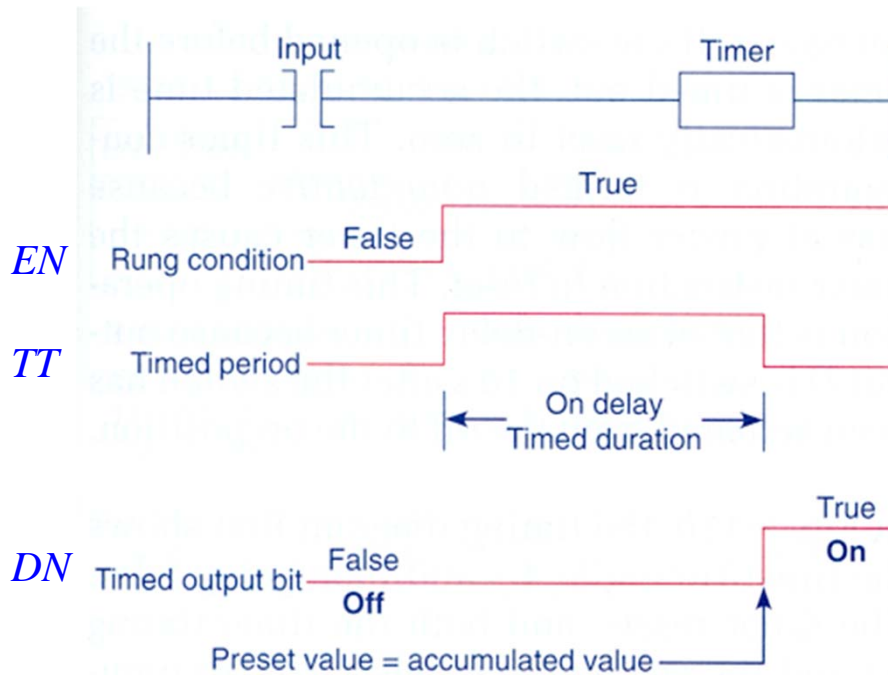 Input
Timer
True
EN
Rung condition
False
TT
Timed period
On delay
Timed duration
True
On
DN
Timed output bit
False
Off
Preset value = accumulated value